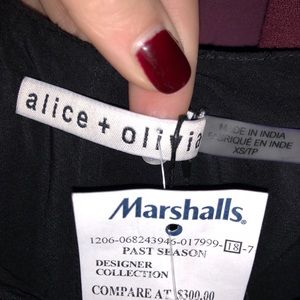 alice + olivia
MADE IN INDIA
FABRIQUÉ EN INDE
XS/TP
Marshalls.
1206-068243946-017999-18-7
PAST SEASON
DESIGNER
COLLECTION
COMPARE AT $300.00